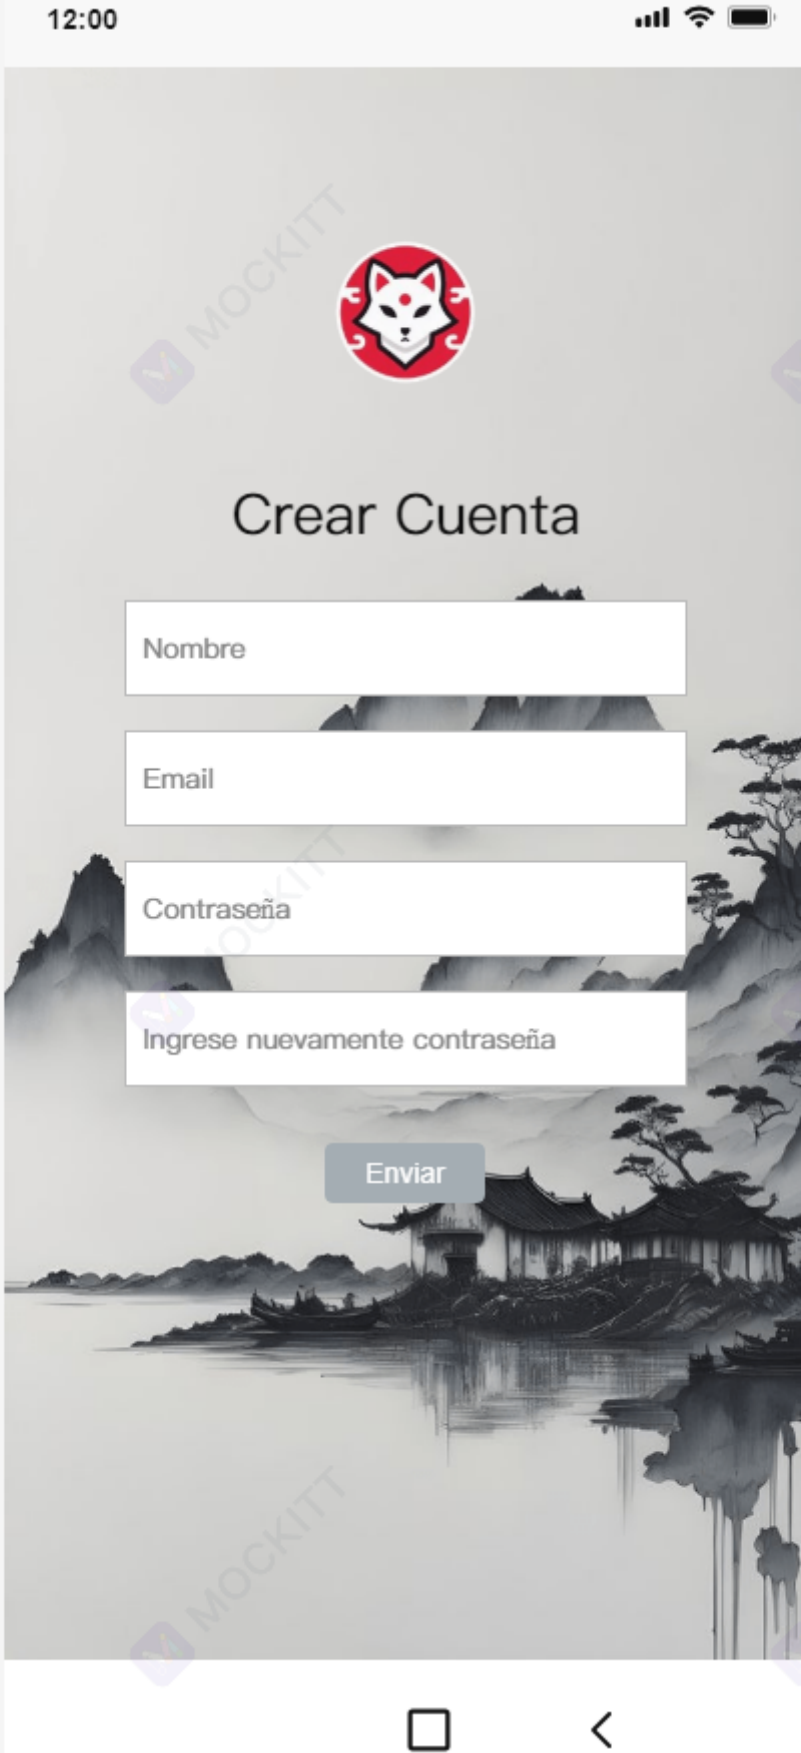 12:00
MOCKITT
Crear Cuenta
Nombre
Email
MOCKITT
Contraseña
Ingrese nuevamente contraseña
Enviar
MOCKITT